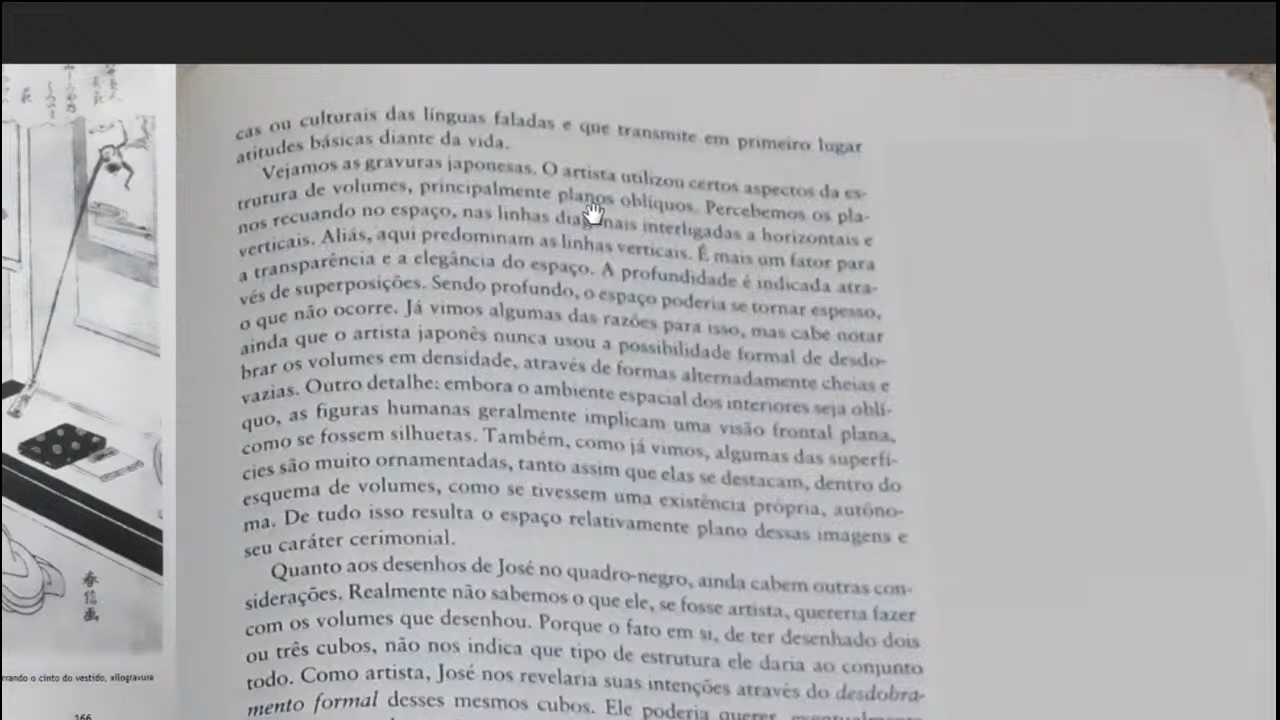 cas ou culturais das línguas faladas e que transmite em primeiro lugar
atitudes básicas diante da vida.
Vejamos as gravuras japonesas. O artista utilizou certos aspectos da es-
trutura de volumes, principalmente planos oblíquos. Percebemos os pla-
nos recuando no espaço, nas linhas diagonais interligadas a horizontais e
verticais. Aliás, aqui predominam as linhas verticais. É mais um fator para
a transparência e a elegância do espaço. A profundidade é indicada atra-
vés de superposições. Sendo profundo, o espaço poderia se tornar espesso,
o que não ocorre. Já vimos algumas das razões para isso, mas cabe notar
ainda que o artista japonês nunca usou a possibilidade formal de desdo-
brar os volumes em densidade, através de formas alternadamente cheias e
vazias. Outro detalhe: embora o ambiente espacial dos interiores seja oblí-
quo, as figuras humanas geralmente implicam uma visão frontal plana,
como se fossem silhuetas. Também, como já vimos, algumas das superfí-
cies são muito ornamentadas, tanto assim que elas se destacam, dentro do
esquema de volumes, como se tivessem uma existência própria, autôno-
ma. De tudo isso resulta o espaço relativamente plano dessas imagens e
seu caráter cerimonial.
Quanto aos desenhos de José no quadro-negro, ainda cabem outras con-
siderações. Realmente não sabemos o que ele, se fosse artista, quereria fazer
com os volumes que desenhou. Porque o fato em si, de ter desenhado dois
ou três cubos, não nos indica que tipo de estrutura ele daria ao conjunto
todo. Como artista, José nos revelaria suas intenções através do desdobra-
mento formal desses mesmos cubos. Ele poderia querer, eventualmente
春信画
rrando o cinto do vestido, xilogravura
166